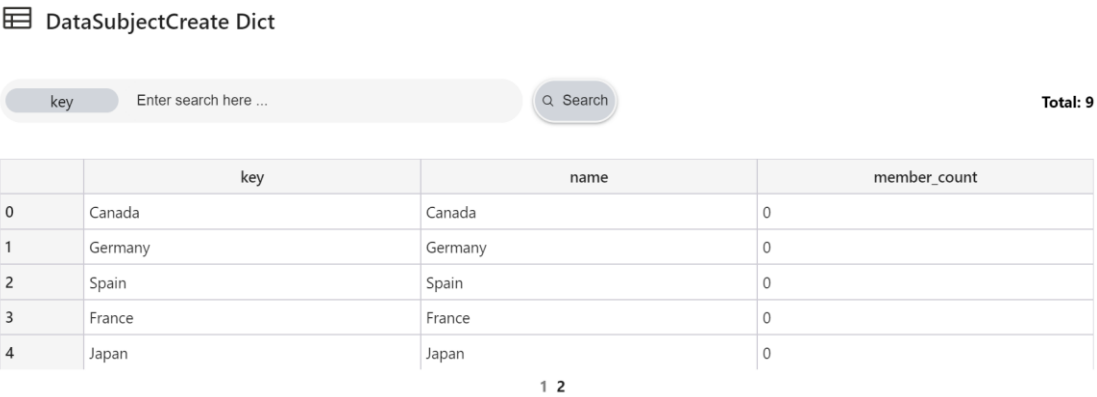 DataSubjectCreate Dict
key Enter search here ... Search Total: 9
key name member_count
0 Canada Canada 0
1 Germany Germany 0
2 Spain Spain 0
3 France France 0
4 Japan Japan 0
1 2